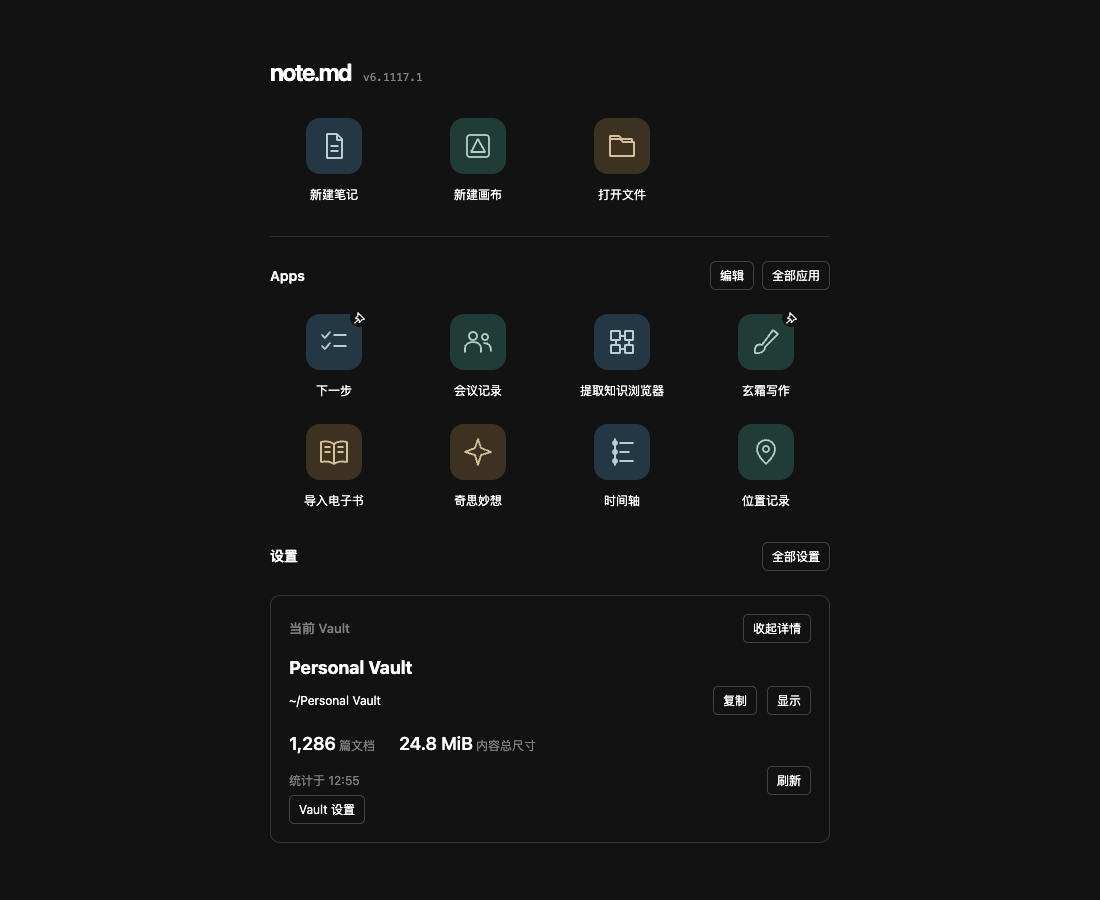 note.md v6.1117.1
新建笔记 新建画布 打开文件
Apps 编辑 全部应用
下一步 会议记录 提取知识浏览器 玄霜写作
导入电子书 奇思妙想 时间轴 位置记录
设置 全部设置
当前 Vault 收起详情
Personal Vault
~/Personal Vault 复制 显示
1,286 篇文档 24.8 MiB 内容总尺寸
统计于 12:55 刷新
Vault 设置